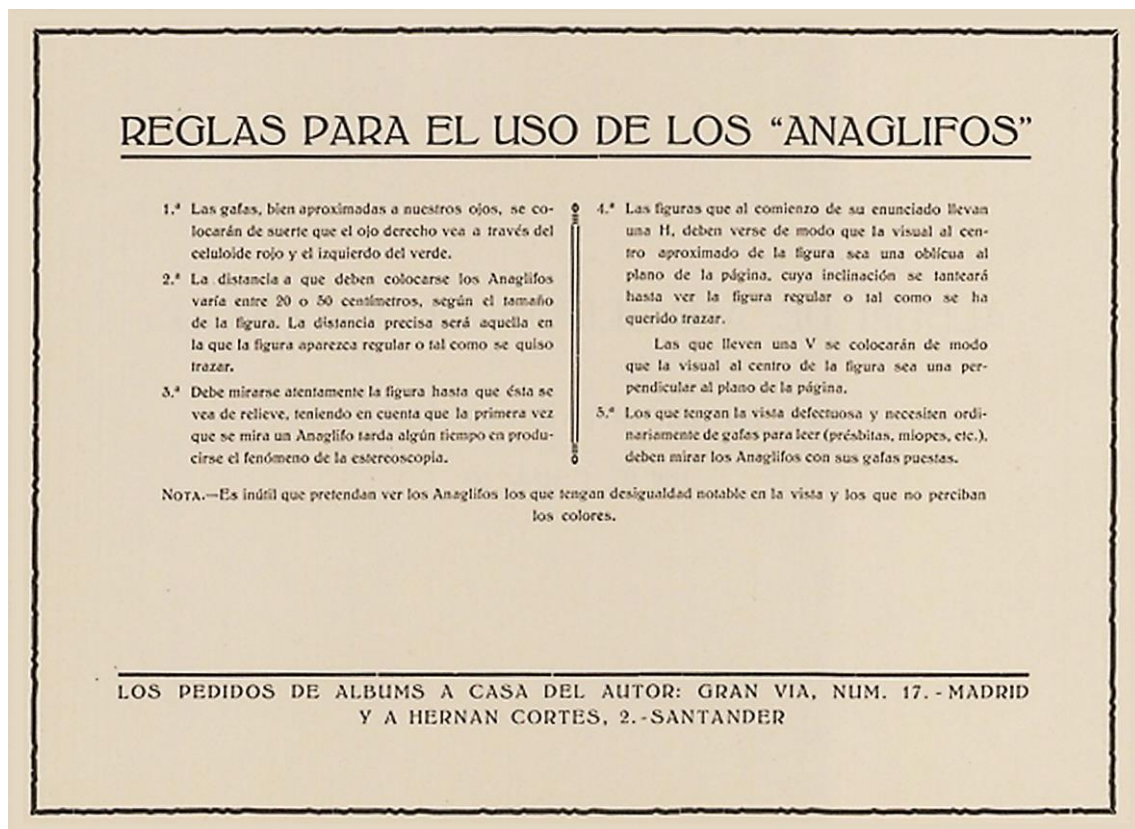 REGLAS PARA EL USO DE LOS “ANAGLIFOS”
1.ª Las gafas, bien aproximadas a nuestros ojos, se co-
locarán de suerte que el ojo derecho vea a través del
celuloide rojo y el izquierdo del verde.
2.ª La distancia a que deben colocarse los Anaglifos
varía entre 20 o 50 centímetros, según el tamaño
de la figura. La distancia precisa será aquella en
la que la figura aparezca regular o tal como se quiso
trazar.
3.ª Debe mirarse atentamente la figura hasta que ésta se
vea de relieve, teniendo en cuenta que la primera vez
que se mira un Anaglifo tarda algún tiempo en produ-
cirse el fenómeno de la estereoscopia.
4.ª Las figuras que al comienzo de su enunciado llevan
una H, deben verse de modo que la visual al cen-
tro aproximado de la figura sea una oblícua al
plano de la página, cuya inclinación se tanteará
hasta ver la figura regular o tal como se ha
querido trazar.
Las que lleven una V se colocarán de modo
que la visual al centro de la figura sea una per-
pendicular al plano de la página.
5.ª Los que tengan la vista defectuosa y necesiten ordi-
nariamente de gafas para leer (présbitas, miopes, etc.),
deben mirar los Anaglifos con sus gafas puestas.
NOTA.—Es inútil que pretendan ver los Anaglifos los que tengan desigualdad notable en la vista y los que no perciban
los colores.
LOS PEDIDOS DE ALBUMS A CASA DEL AUTOR: GRAN VIA, NUM. 17. - MADRID
Y A HERNAN CORTES, 2.-SANTANDER